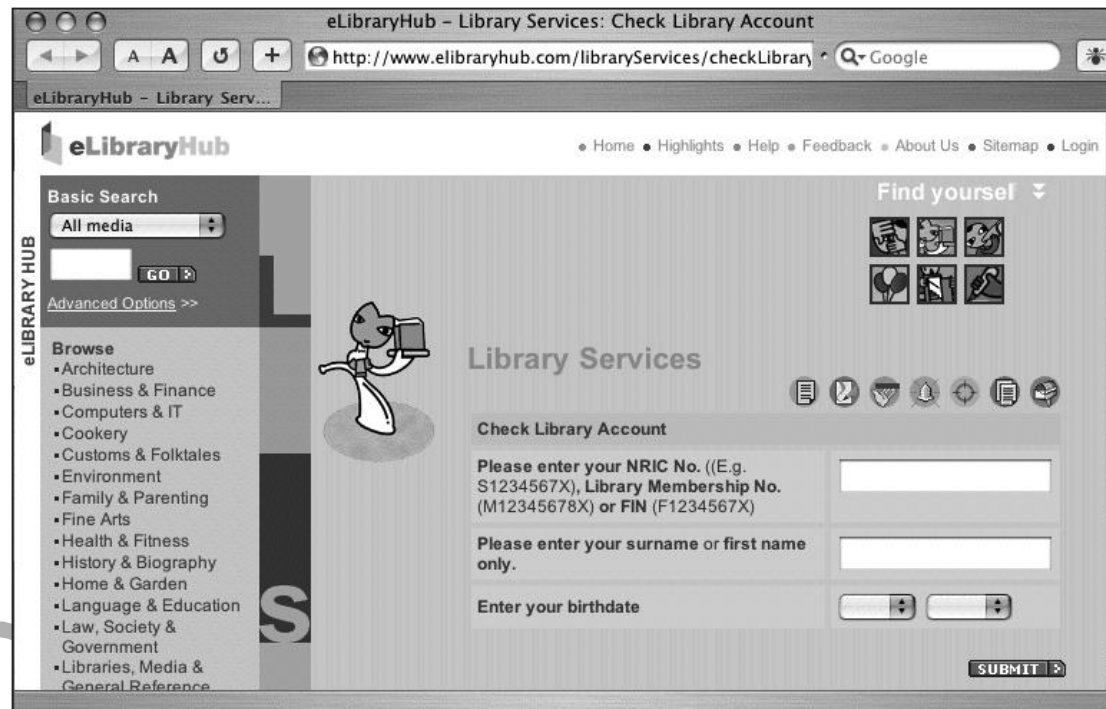 eLibraryHub – Library Services: Check Library Account
A A
http://www.elibraryhub.com/libraryServices/checkLibrary
Google
eLibraryHub – Library Serv...
eLibraryHub
Home Highlights Help Feedback About Us Sitemap Login
eLIBRARY HUB
Basic Search
All media
GO
Advanced Options >>
Browse
▪Architecture
▪Business & Finance
▪Computers & IT
▪Cookery
▪Customs & Folktales
▪Environment
▪Family & Parenting
▪Fine Arts
▪Health & Fitness
▪History & Biography
▪Home & Garden
▪Language & Education
▪Law, Society &
Government
▪Libraries, Media &
General Reference
L
S
Find yoursel
Library Services
Check Library Account
Please enter your NRIC No. ((E.g.
S1234567X), Library Membership No.
(M12345678X) or FIN (F1234567X)
Please enter your surname or first name
only.
Enter your birthdate
SUBMIT